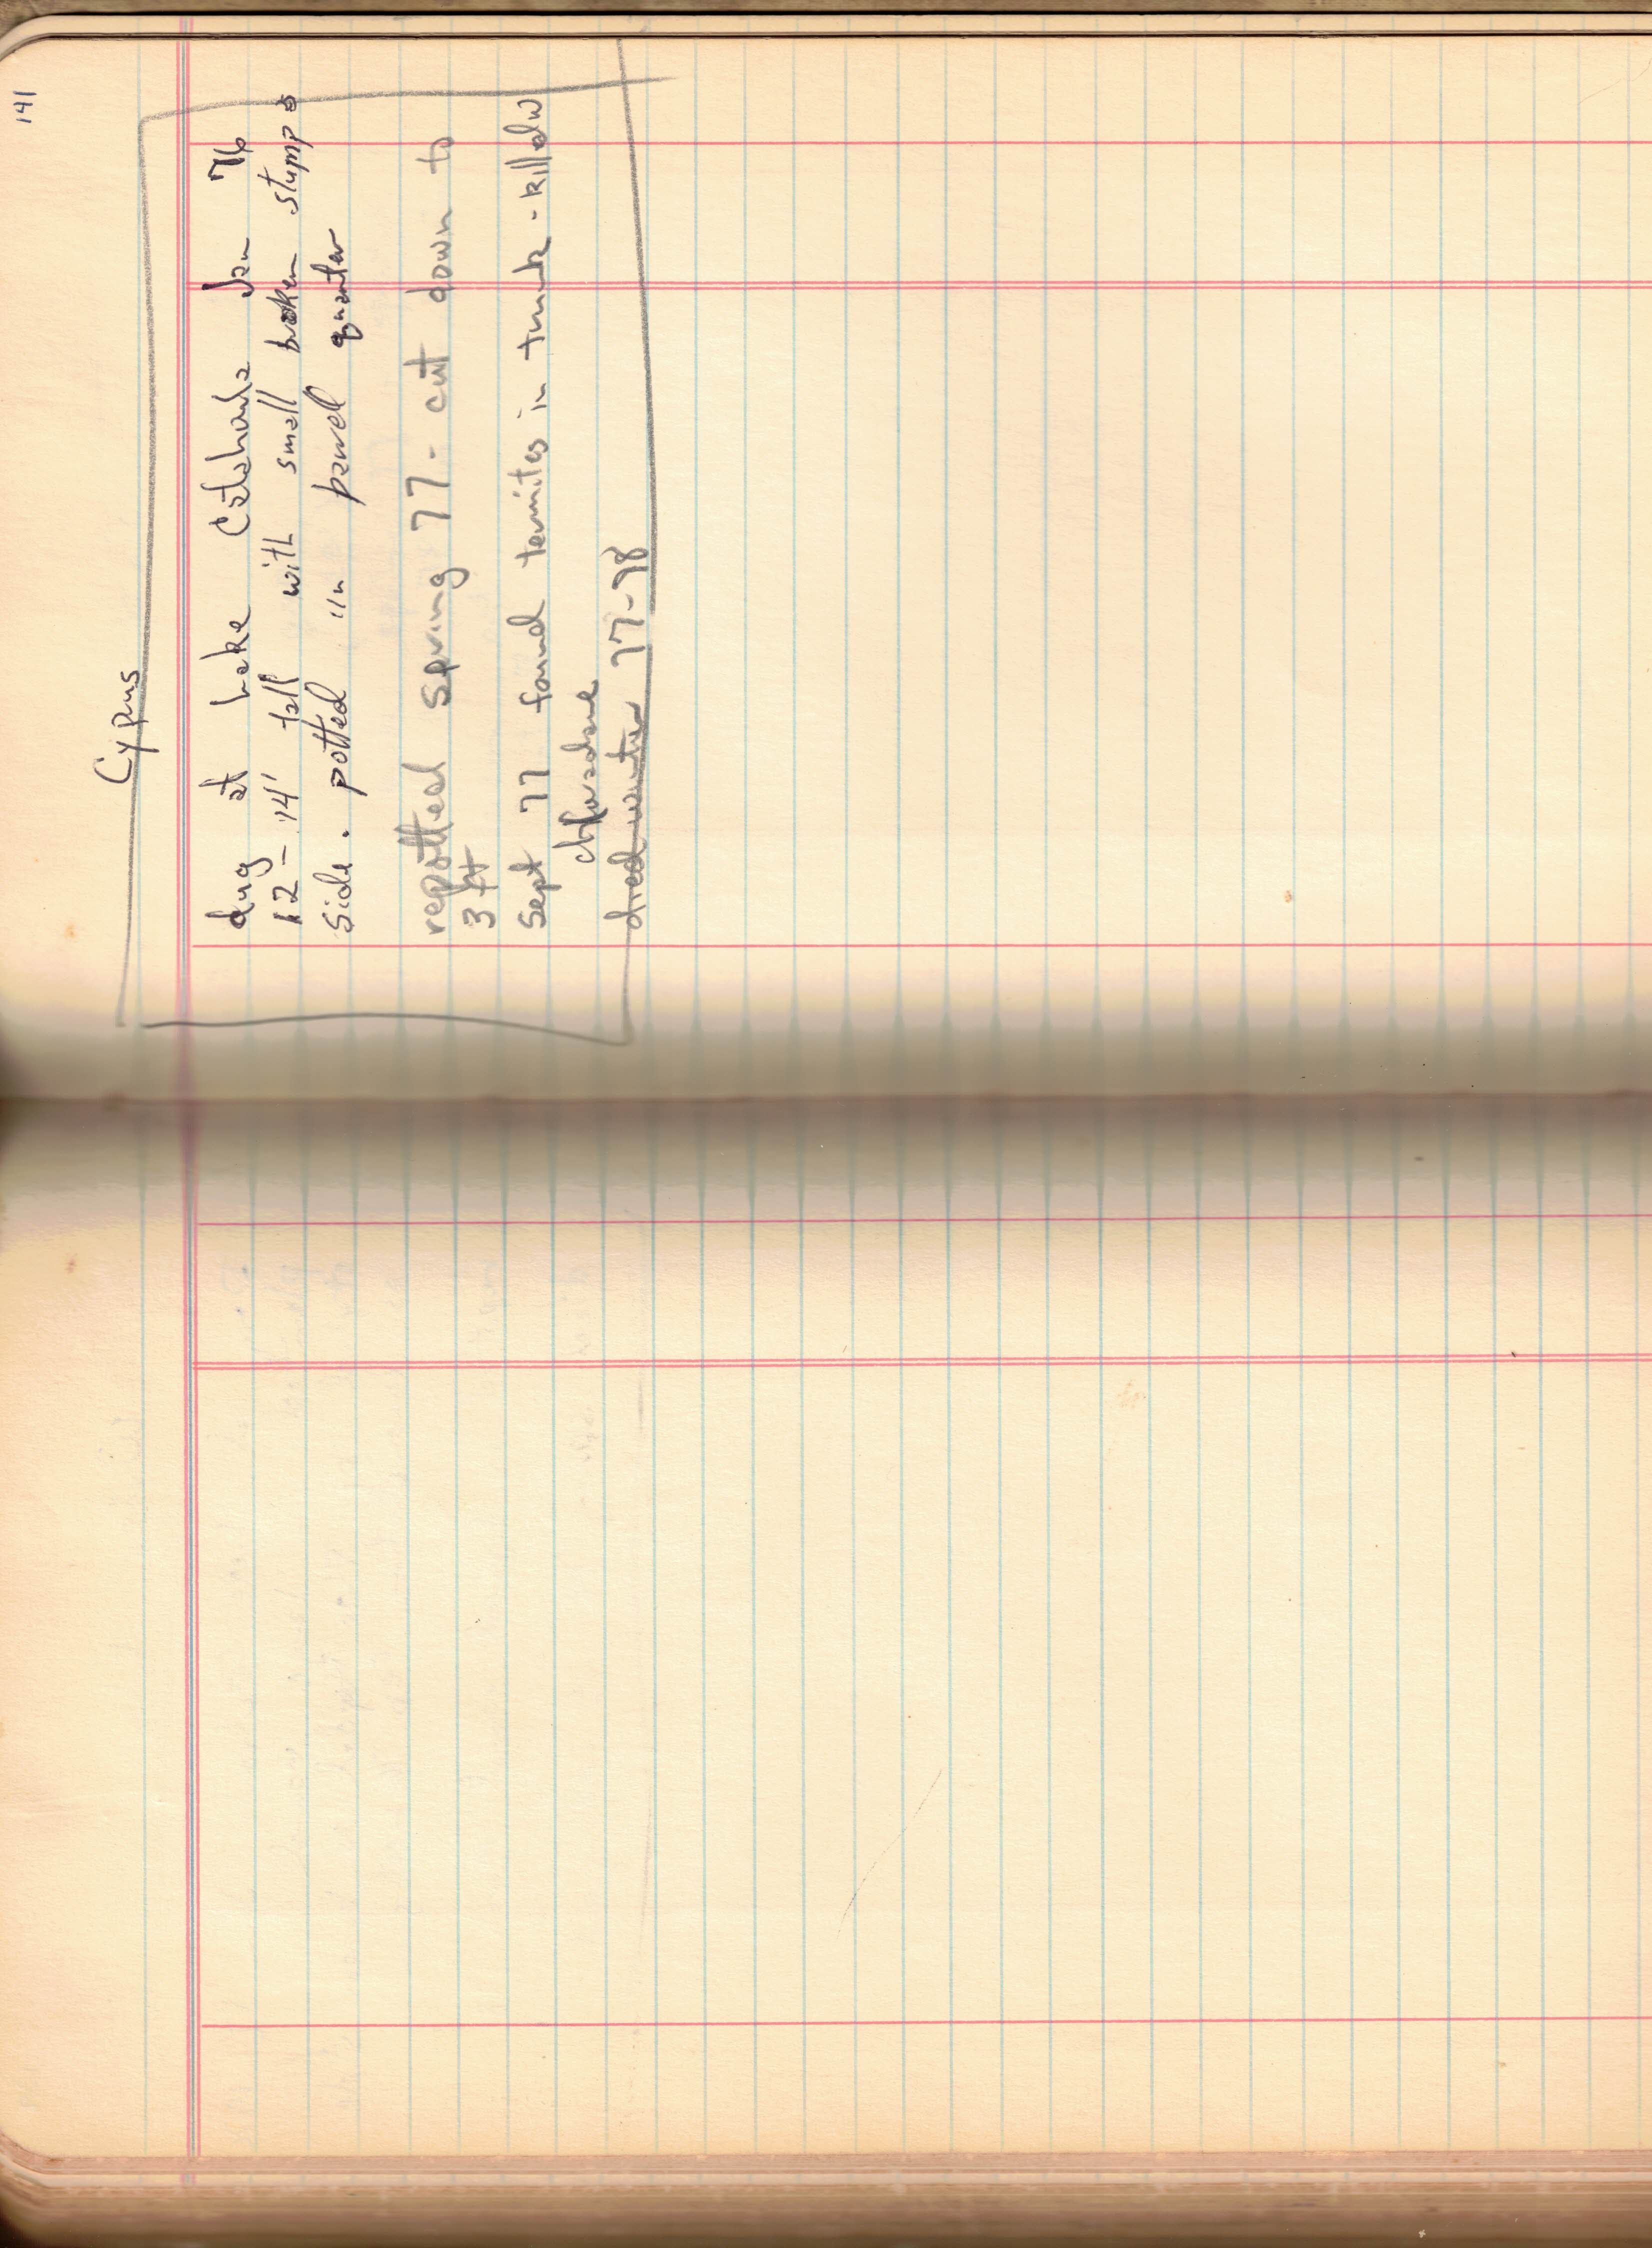 141
Cyprus
dug at Lake Catahoula Jan 76
12-14' tall with small broken stump @
side. potted in barrel quarter
repotted spring 77- cut down to
3 ft
Sept 77 found termites in trunk - killed w
chloradane
died winter 77-78